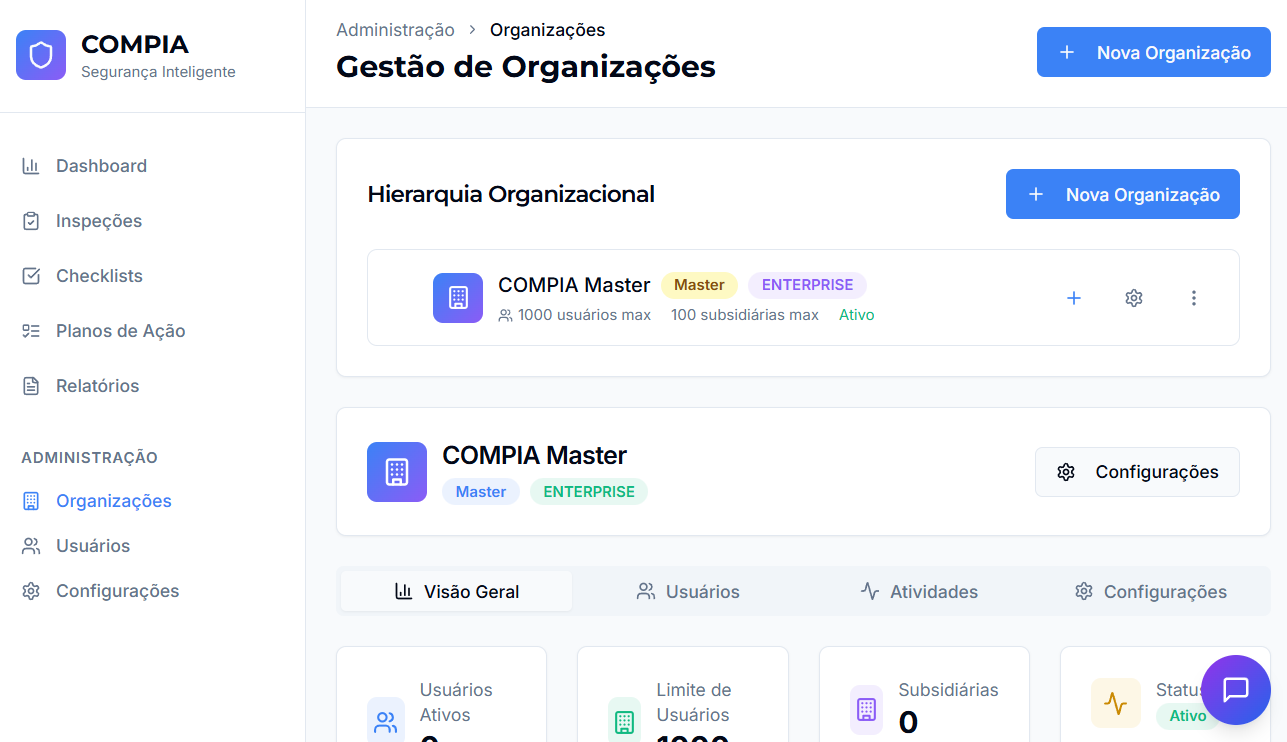 COMPIA
Segurança Inteligente
Dashboard
Inspeções
Checklists
Planos de Ação
Relatórios
ADMINISTRAÇÃO
Organizações
Usuários
Configurações
Administração > Organizações
Gestão de Organizações
+ Nova Organização
Hierarquia Organizacional
+ Nova Organização
COMPIA Master Master ENTERPRISE
1000 usuários max 100 subsidiárias max Ativo
COMPIA Master
Master ENTERPRISE
Configurações
Visão Geral Usuários Atividades Configurações
Usuários
Ativos
0
Limite de
Usuários
1000
Subsidiárias
0
Status
Ativo